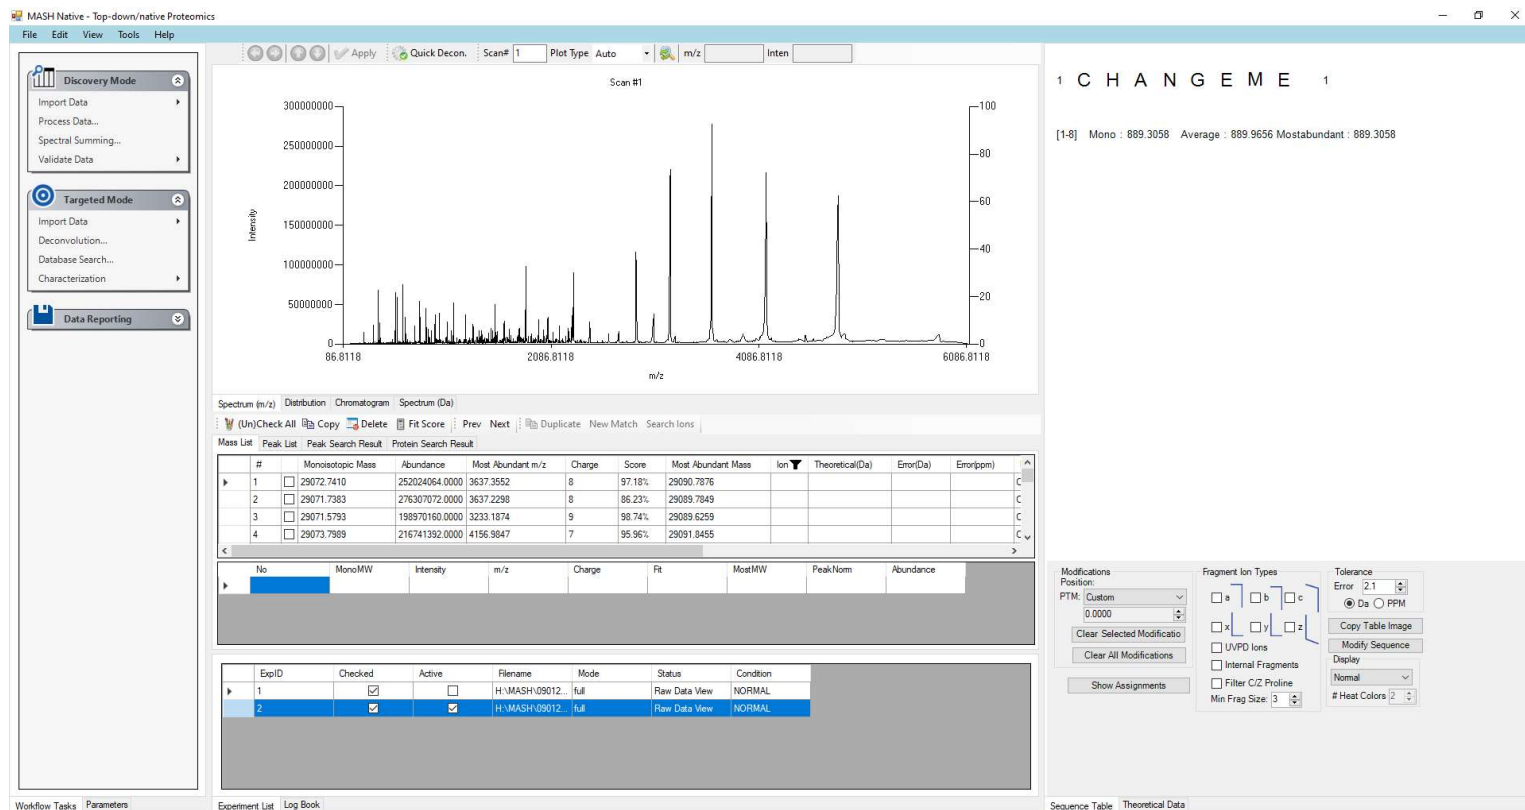 MASH Native - Top-down/native Proteomics
File Edit View Tools Help
Discovery Mode
Import Data
Process Data...
Spectral Summing...
Validate Data
Targeted Mode
Import Data
Deconvolution...
Database Search...
Characterization
Data Reporting
Workflow Tasks Parameters
Apply Quick Decon. Scan# 1 Plot Type Auto m/z Inten
Scan #1
300000000
250000000
200000000
150000000
100000000
50000000
0
Intensity
100
80
60
40
20
0
86.8118 2086.8118 4086.8118 6086.8118
m/z
Spectrum (m/z) Distribution Chromatogram Spectrum (Da)
(Un)Check All Copy Delete Fit Score Prev Next Duplicate New Match Search Ions
Mass List Peak List Peak Search Result Protein Search Result
# Monoisotopic Mass Abundance Most Abundant m/z Charge Score Most Abundant Mass Ion Theoretical(Da) Error(Da) Error(ppm)
1 29072.7410 252024064.0000 3637.3552 8 97.18% 29090.7876 C
2 29071.7383 276307072.0000 3637.2298 8 86.23% 29089.7849 C
3 29071.5793 198970160.0000 3233.1874 9 98.74% 29089.6259 C
4 29073.7989 216741392.0000 4156.9847 7 95.96% 29091.8455 C
No MonoMW Intensity m/z Charge Fit MostMW PeakNorm Abundance
ExpID Checked Active Filename Mode Status Condition
1 H:\MASH\09012... full Raw Data View NORMAL
2 H:\MASH\09012... full Raw Data View NORMAL
Experiment List Log Book
1 C H A N G E M E 1
[1-8] Mono : 889.3058 Average : 889.9656 Mostabundant : 889.3058
Modifications
Position:
PTM: Custom
0.0000
Clear Selected Modificatio
Clear All Modifications
Show Assignments
Fragment Ion Types
a b c
x y z
UVPD Ions
Internal Fragments
Filter C/Z Proline
Min Frag Size: 3
Tolerance
Error 2.1
Da PPM
Copy Table Image
Modify Sequence
Display
Normal
# Heat Colors 2
Sequence Table Theoretical Data